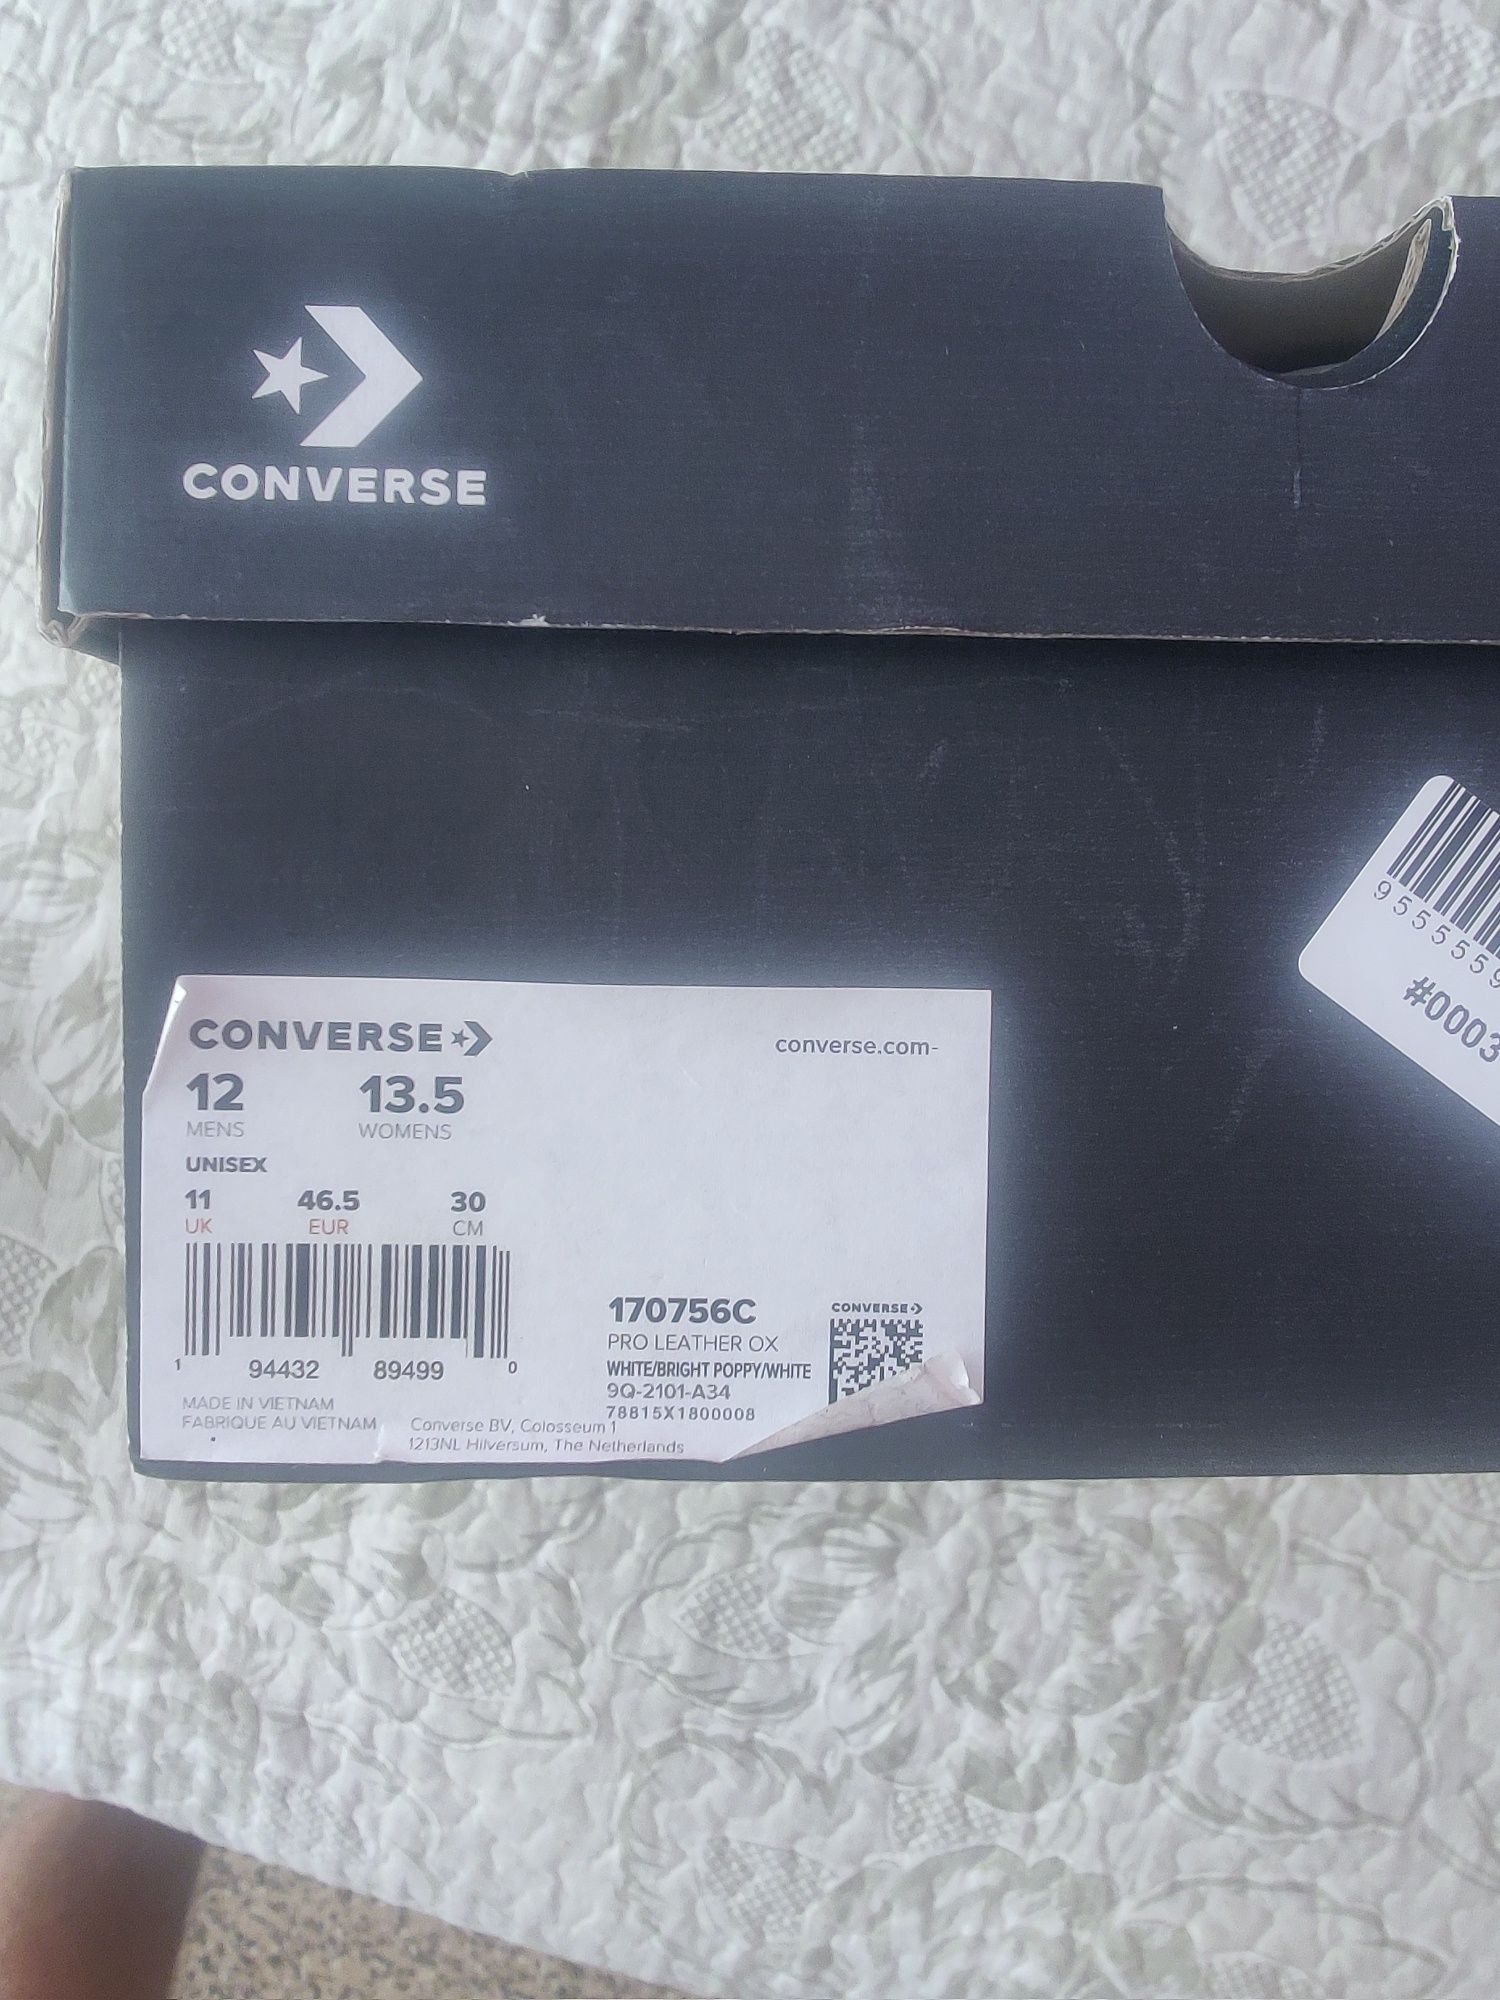 CONVERSE
CONVERSE
converse.com-
12 13.5
MENS WOMENS
UNISEX
11 46.5 30
UK EUR CM
1 94432 89499 0
MADE IN VIETNAM
FABRIQUE AU VIETNAM
Converse BV, Colosseum 1
1213NL Hilversum, The Netherlands
170756C
PRO LEATHER OX
WHITE/BRIGHT POPPY/WHITE
9Q-2101-A34
78815X1800008
CONVERSE
9555559
#0003